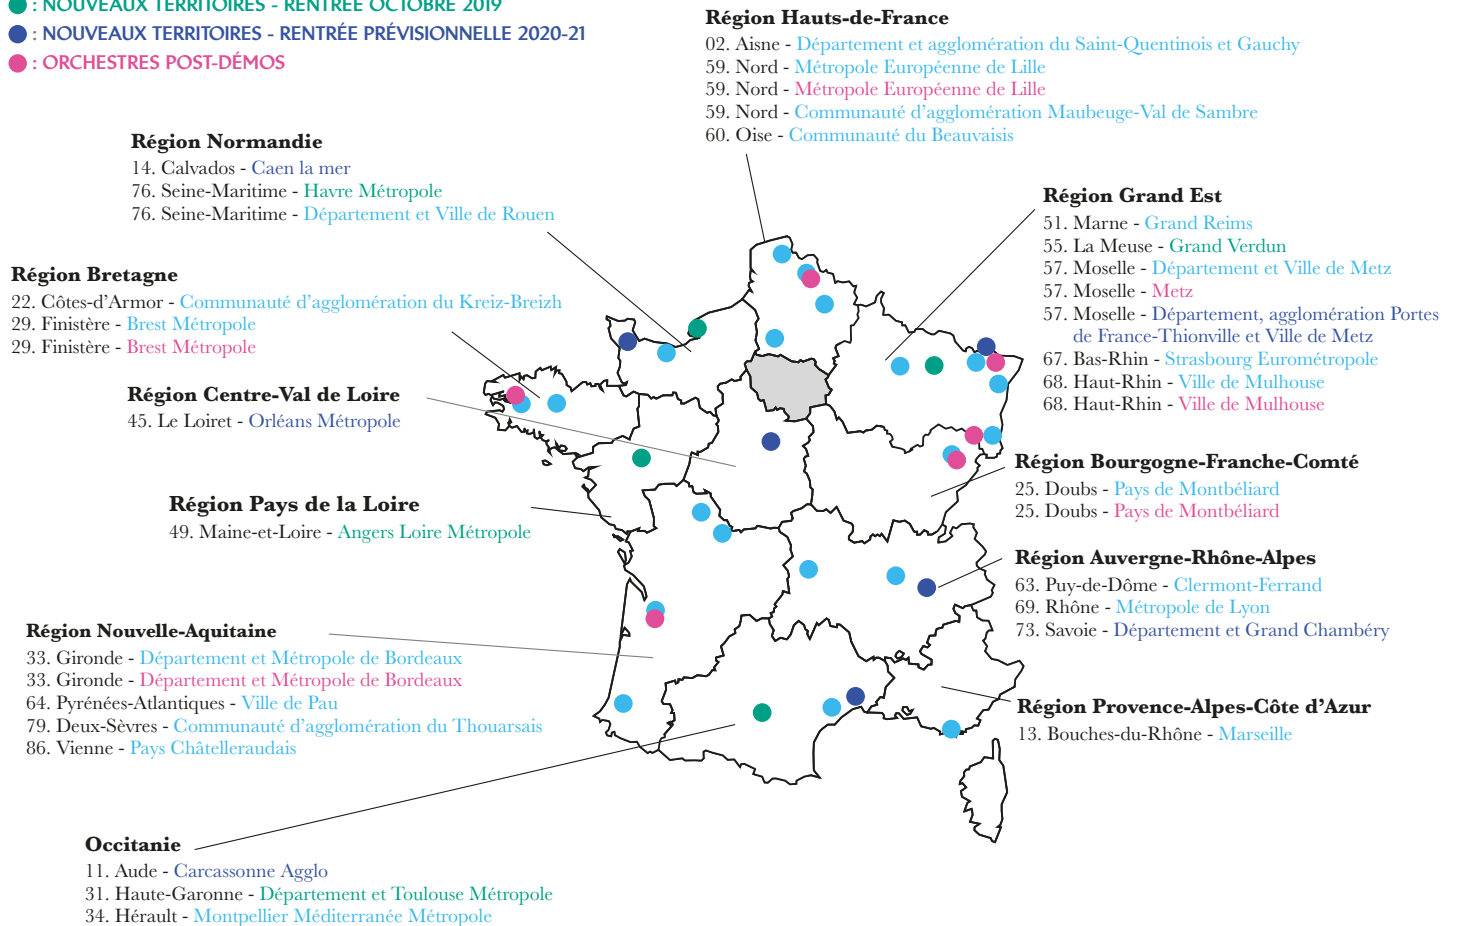 : NOUVEAUX TERRITOIRES - RENTRÉE OCTOBRE 2019
: NOUVEAUX TERRITOIRES - RENTRÉE PRÉVISIONNELLE 2020-21
: ORCHESTRES POST-DÉMOS
Région Hauts-de-France
02. Aisne - Département et agglomération du Saint-Quentinois et Gauchy
59. Nord - Métropole Européenne de Lille
59. Nord - Métropole Européenne de Lille
59. Nord - Communauté d'agglomération Maubeuge-Val de Sambre
60. Oise - Communauté du Beauvaisis
Région Normandie
14. Calvados - Caen la mer
76. Seine-Maritime - Havre Métropole
76. Seine-Maritime - Département et Ville de Rouen
Région Grand Est
51. Marne - Grand Reims
55. La Meuse - Grand Verdun
57. Moselle - Département et Ville de Metz
57. Moselle - Metz
57. Moselle - Département, agglomération Portes
de France-Thionville et Ville de Metz
67. Bas-Rhin - Strasbourg Eurométropole
68. Haut-Rhin - Ville de Mulhouse
68. Haut-Rhin - Ville de Mulhouse
Région Bretagne
22. Côtes-d'Armor - Communauté d'agglomération du Kreiz-Breizh
29. Finistère - Brest Métropole
29. Finistère - Brest Métropole
Région Centre-Val de Loire
45. Le Loiret - Orléans Métropole
Région Bourgogne-Franche-Comté
25. Doubs - Pays de Montbéliard
25. Doubs - Pays de Montbéliard
Région Pays de la Loire
49. Maine-et-Loire - Angers Loire Métropole
Région Auvergne-Rhône-Alpes
63. Puy-de-Dôme - Clermont-Ferrand
69. Rhône - Métropole de Lyon
73. Savoie - Département et Grand Chambéry
Région Nouvelle-Aquitaine
33. Gironde - Département et Métropole de Bordeaux
33. Gironde - Département et Métropole de Bordeaux
64. Pyrénées-Atlantiques - Ville de Pau
79. Deux-Sèvres - Communauté d'agglomération du Thouarsais
86. Vienne - Pays Châtelleraudais
Région Provence-Alpes-Côte d'Azur
13. Bouches-du-Rhône - Marseille
Occitanie
11. Aude - Carcassonne Agglo
31. Haute-Garonne - Département et Toulouse Métropole
34. Hérault - Montpellier Méditerranée Métropole